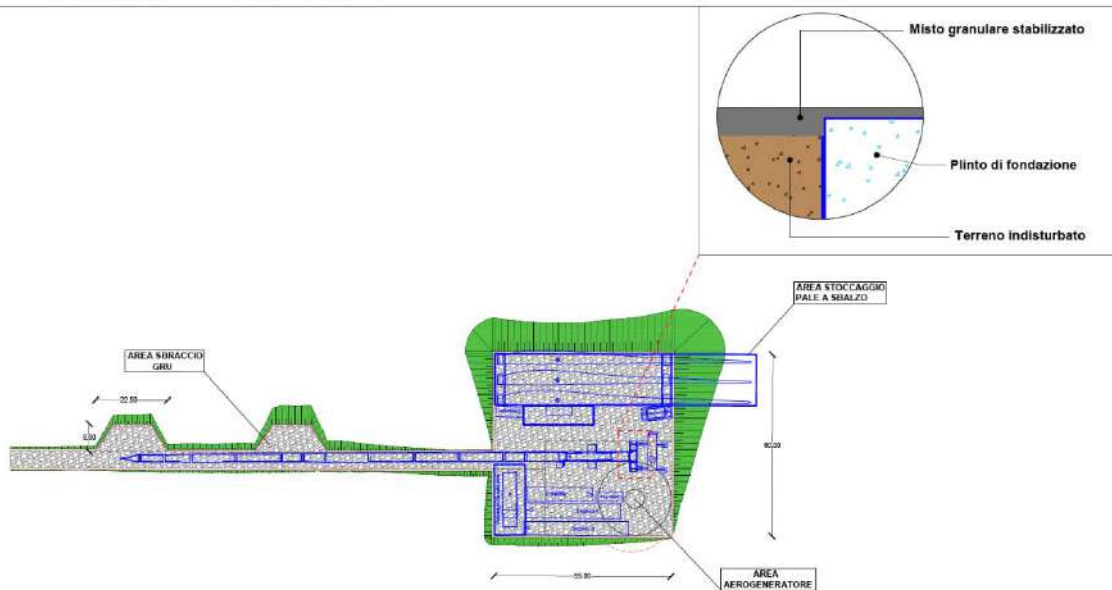 Misto granulare stabilizzato
Plinto di fondazione
Terreno indisturbato
AREA STOCCAGGIO
PALE A SBALZO
AREA SBRACCIO
GRU
22.50
60.00
55.00
AREA
AEROGENERATORE